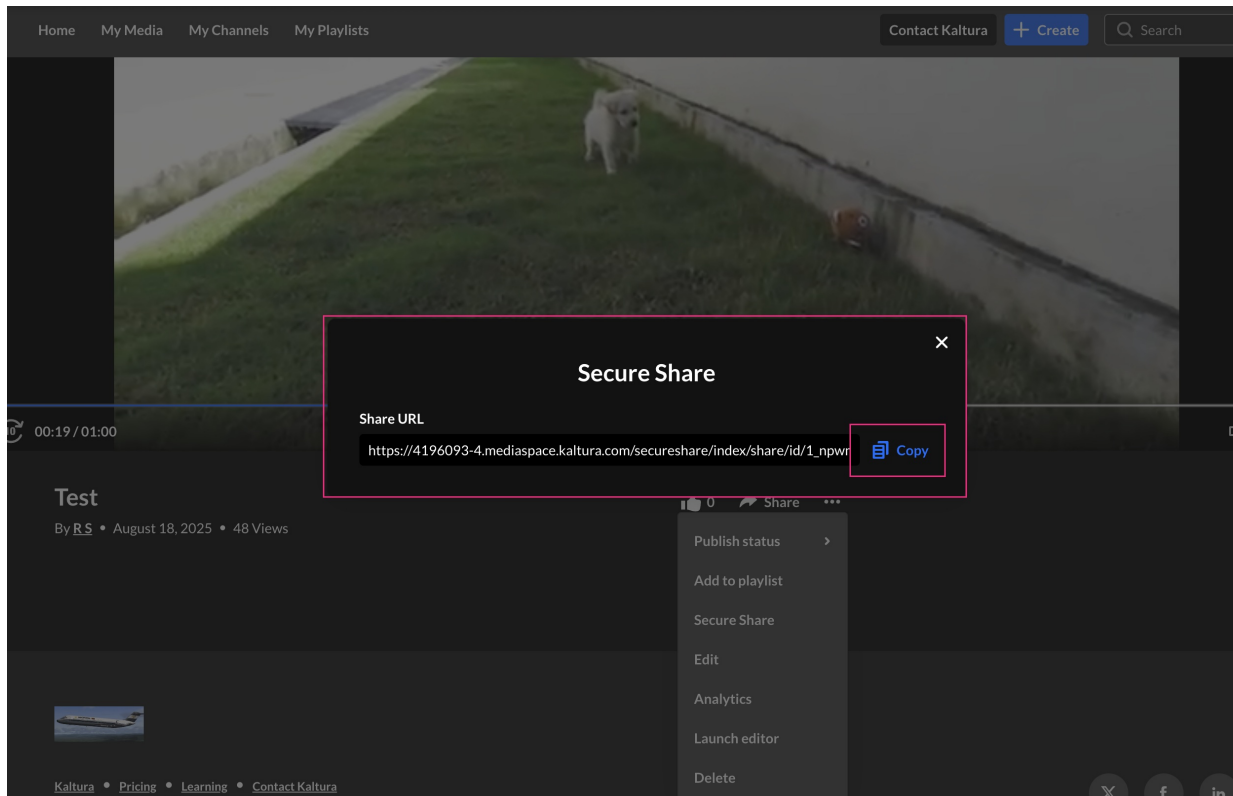 Home My Media My Channels My Playlists Contact Kaltura + Create Search
Secure Share
Share URL
https://4196093-4.mediaspace.kaltura.com/secureshare/index/share/id/1_npwr Copy
10 00:19 / 01:00
Test
0 Share ...
By R S • August 18, 2025 • 48 Views
Publish status >
Add to playlist
Secure Share
Edit
Analytics
Launch editor
Delete
Kaltura • Pricing • Learning • Contact Kaltura
X f in